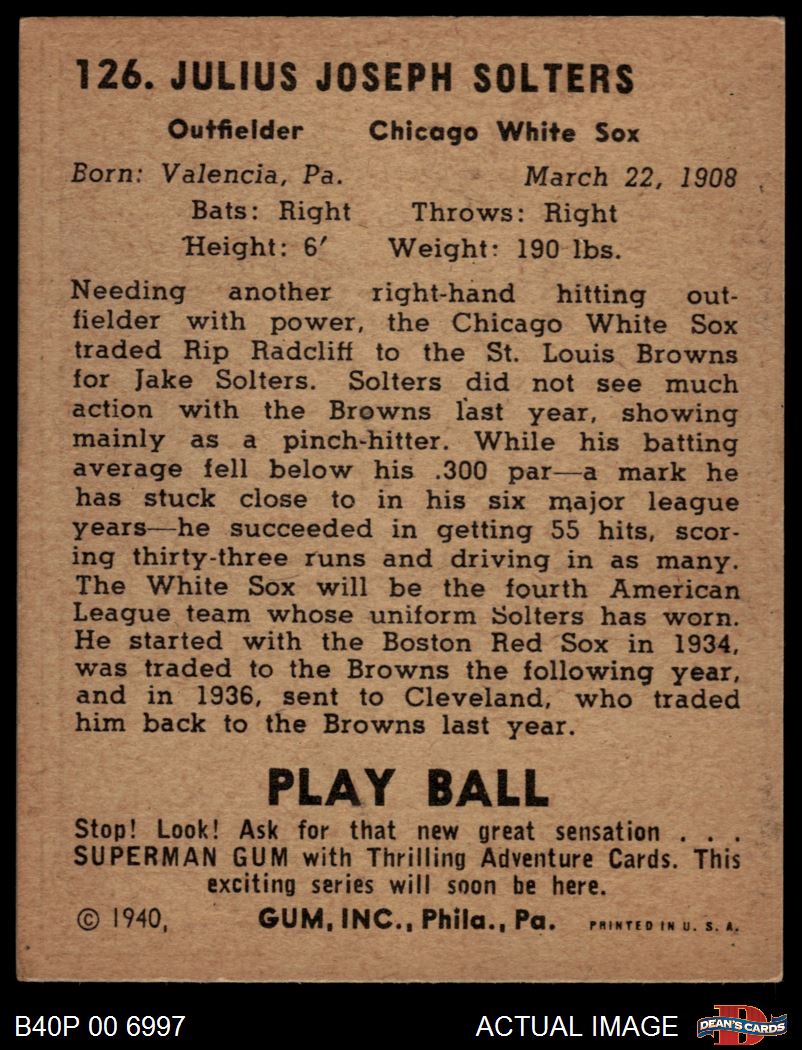 126. JULIUS JOSEPH SOLTERS
Outfielder Chicago White Sox
Born: Valencia, Pa. March 22, 1908
Bats: Right Throws: Right
Height: 6′ Weight: 190 lbs.
Needing another right-hand hitting out-
fielder with power, the Chicago White Sox
traded Rip Radcliff to the St. Louis Browns
for Jake Solters. Solters did not see much
action with the Browns last year, showing
mainly as a pinch-hitter. While his batting
average fell below his .300 par—a mark he
has stuck close to in his six major league
years—he succeeded in getting 55 hits, scor-
ing thirty-three runs and driving in as many.
The White Sox will be the fourth American
League team whose uniform Solters has worn.
He started with the Boston Red Sox in 1934,
was traded to the Browns the following year,
and in 1936, sent to Cleveland, who traded
him back to the Browns last year.
PLAY BALL
Stop! Look! Ask for that new great sensation . . .
SUPERMAN GUM with Thrilling Adventure Cards. This
exciting series will soon be here.
© 1940, GUM, INC., Phila., Pa. PRINTED IN U. S. A.
B40P 00 6997 ACTUAL IMAGE D DEAN'S CARDS